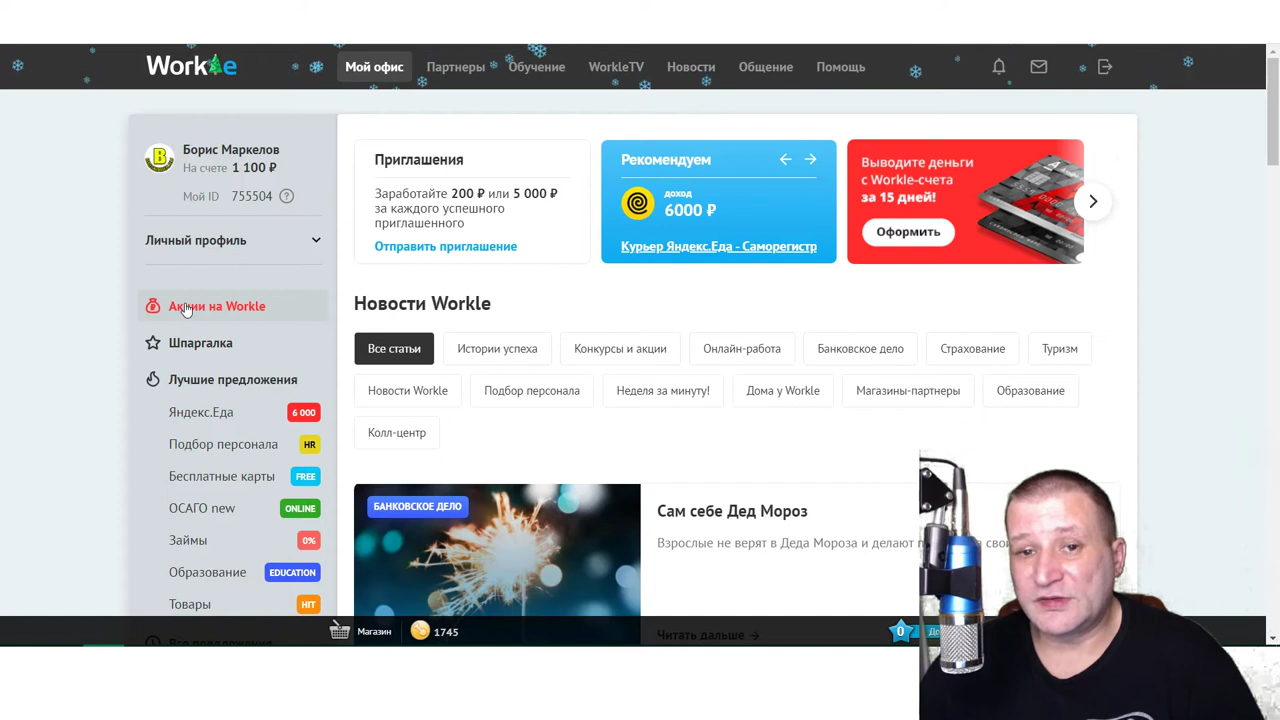 Workle
Мой офис
Партнеры
Обучение
WorkleTV
Новости
Общение
Помощь
Борис Маркелов
На счете 1 100 ₽
Мой ID 755504 ?
Личный профиль
Акции на Workle
Шпаргалка
Лучшие предложения
Яндекс.Еда 6 000
Подбор персонала HR
Бесплатные карты FREE
ОСАГО new ONLINE
Займы 0%
Образование EDUCATION
Товары HIT
Приглашения
Заработайте 200 ₽ или 5 000 ₽
за каждого успешного
приглашенного
Отправить приглашение
Рекомендуем
доход
6000 ₽
Курьер Яндекс.Еда - Саморегистр
Выводите деньги
с Workle-счета
за 15 дней!
Оформить
Новости Workle
Все статьи
Истории успеха
Конкурсы и акции
Онлайн-работа
Банковское дело
Страхование
Туризм
Новости Workle
Подбор персонала
Неделя за минуту!
Дома у Workle
Магазины-партнеры
Образование
Колл-центр
БАНКОВСКОЕ ДЕЛО
Сам себе Дед Мороз
Взрослые не верят в Деда Мороза и делают
Читать дальше →
Магазин
1745
0